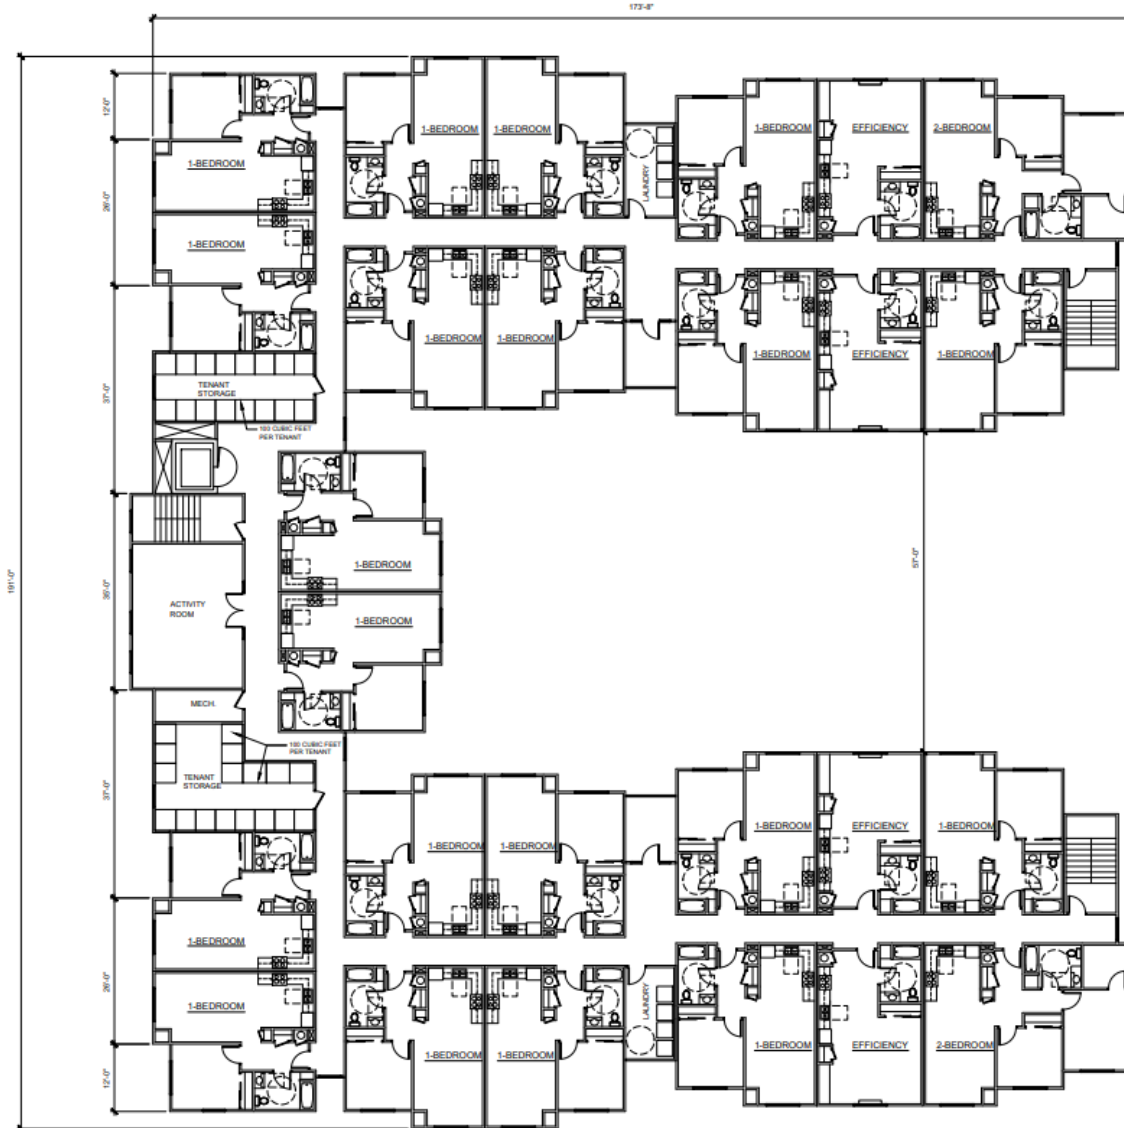 173'-8"
1-BEDROOM
1-BEDROOM
1-BEDROOM
EFFICIENCY
2-BEDROOM
12'-0"
1-BEDROOM
LAUNDRY
26'-0"
1-BEDROOM
1-BEDROOM
1-BEDROOM
1-BEDROOM
EFFICIENCY
1-BEDROOM
TENANT
STORAGE
37'-0"
100 CUBIC FEET
PER TENANT
57'-0"
1-BEDROOM
191'-0"
36'-0"
ACTIVITY
ROOM
1-BEDROOM
MECH.
100 CUBIC FEET
PER TENANT
TENANT
STORAGE
37'-0"
1-BEDROOM
EFFICIENCY
1-BEDROOM
1-BEDROOM
1-BEDROOM
1-BEDROOM
26'-0"
1-BEDROOM
LAUNDRY
1-BEDROOM
EFFICIENCY
2-BEDROOM
1-BEDROOM
1-BEDROOM
12'-0"